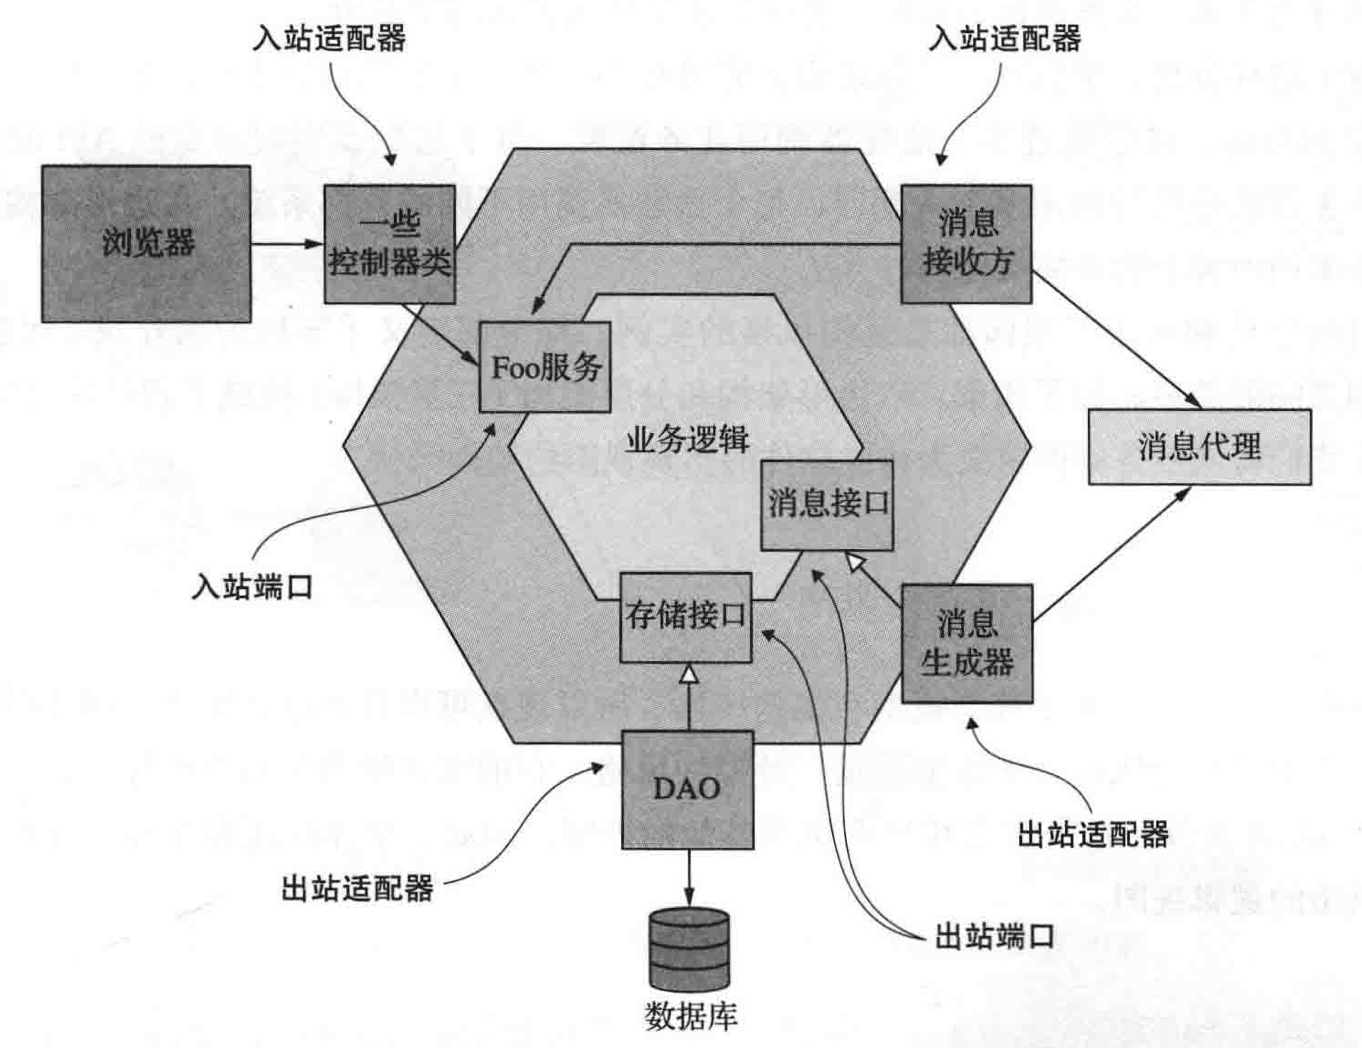 入站适配器
入站适配器
浏览器
一些
控制器类
消息
接收方
Foo服务
业务逻辑
消息代理
消息接口
入站端口
存储接口
消息
生成器
DAO
出站适配器
出站适配器
出站端口
数据库